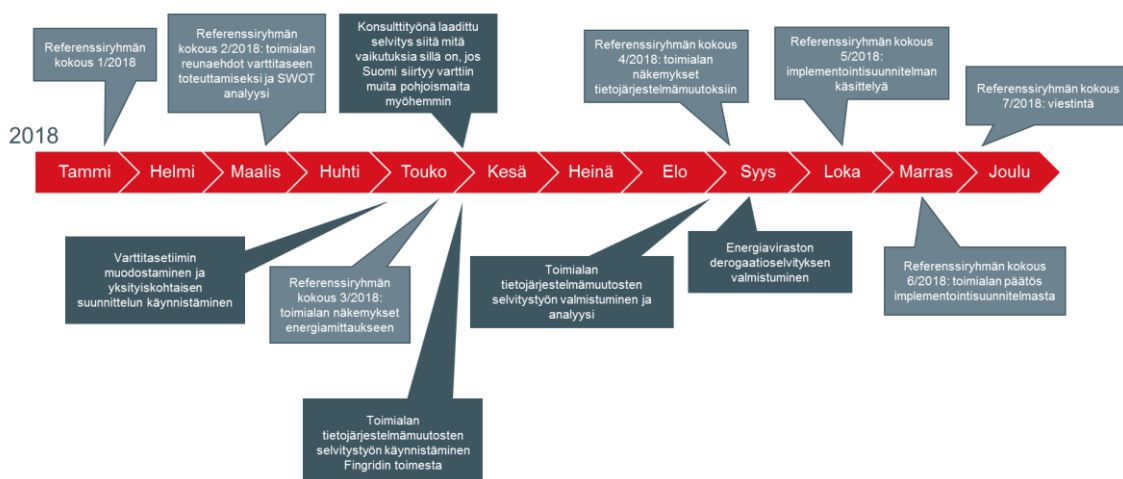 Referenssiryhmän
kokous 1/2018
Referenssiryhmän
kokous 2/2018: toimialan
reunaehdot varttitaseen
toteuttamiseksi ja SWOT
analyysi
Konsulttityönä laadittu
selvitys siitä mitä
vaikutuksia sillä on, jos
Suomi siirtyy varttiin
muita pohjoismaita
myöhemmin
Referenssiryhmän kokous
4/2018: toimialan
näkemykset
tietojärjestelmämuutoksiin
Referenssiryhmän kokous
5/2018:
implementointisuunnitelman
käsittelyä
Referenssiryhmän kokous
7/2018: viestintä
2018
Tammi Helmi Maalis Huhti Touko Kesä Heinä Elo Syys Loka Marras Joulu
Varttitasetiimin
muodostaminen ja
yksityiskohtaisen
suunnittelun käynnistäminen
Referenssiryhmän
kokous 3/2018:
toimialan näkemykset
energiamittaukseen
Toimialan
tietojärjestelmämuutosten
selvitystyön käynnistäminen
Fingridin toimesta
Toimialan
tietojärjestelmämuutosten
selvitystyön valmistuminen ja
analyysi
Energiaviraston
derogaatioselvityksen
valmistuminen
Referenssiryhmän kokous
6/2018: toimialan päätös
implementointisuunnitelmasta